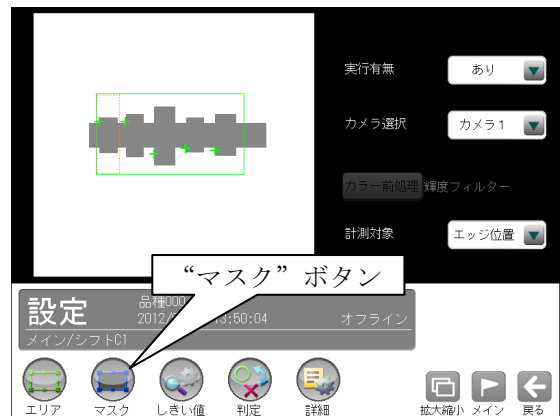 実行有無
あり
カメラ選択
カメラ1
カラー前処理 輝度フィルター
計測対象
エッジ位置
“マスク”ボタン
設定
品種000
2012/ :50:04
オフライン
メイン/シフトC1
エリア
マスク
しきい値
判定
詳細
拡大縮小
メイン
戻る